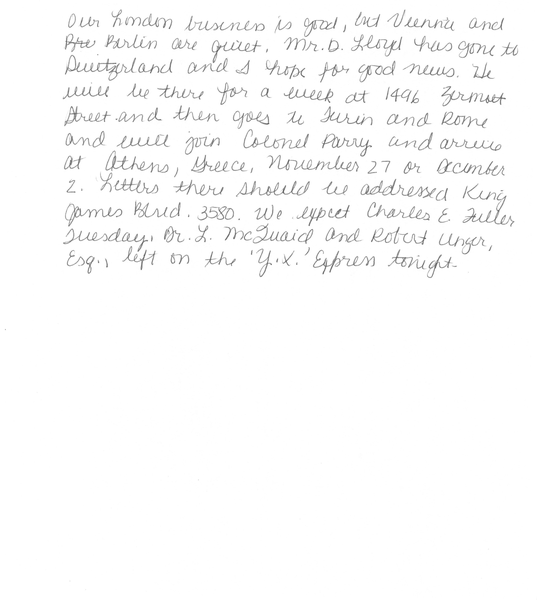 Our London business is good, but Vienna and
Berlin are quiet. Mr. D. Lloyd has gone to
Switzerland and I hope for good news. He
will be there for a week at 1496 Zermott
Street and then goes to Turin and Rome
and will join Colonel Parry and arrive
at Athens, Greece, November 27 or December
2. Letters there should be addressed King
James Blvd. 3580. We expect Charles E. Fuller
Tuesday. Dr. L. McQuaid and Robert Unger,
Esq., left on the 'Y.X.' Express tonight.